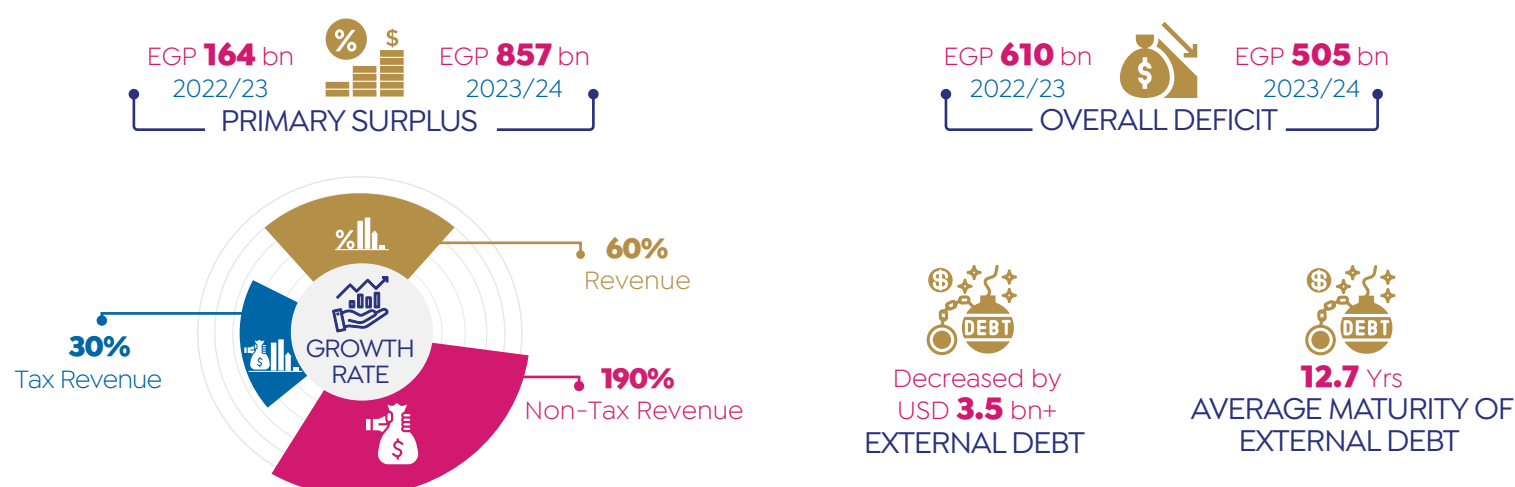 EGP 164 bn
2022/23
%
$
EGP 857 bn
2023/24
PRIMARY SURPLUS
EGP 610 bn
2022/23
$
EGP 505 bn
2023/24
OVERALL DEFICIT
%
60%
Revenue
GROWTH
RATE
$
30%
Tax Revenue
190%
Non-Tax Revenue
$
$
DEBT
Decreased by
USD 3.5 bn+
EXTERNAL DEBT
$
DEBT
12.7 Yrs
AVERAGE MATURITY OF
EXTERNAL DEBT